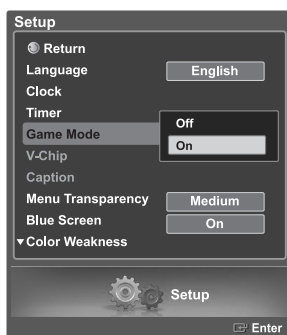 Setup
Return
Language English
Clock
Timer
Off
Game Mode
On
V-Chip
Caption
Menu Transparency Medium
Blue Screen On
▼Color Weakness
Setup
Enter